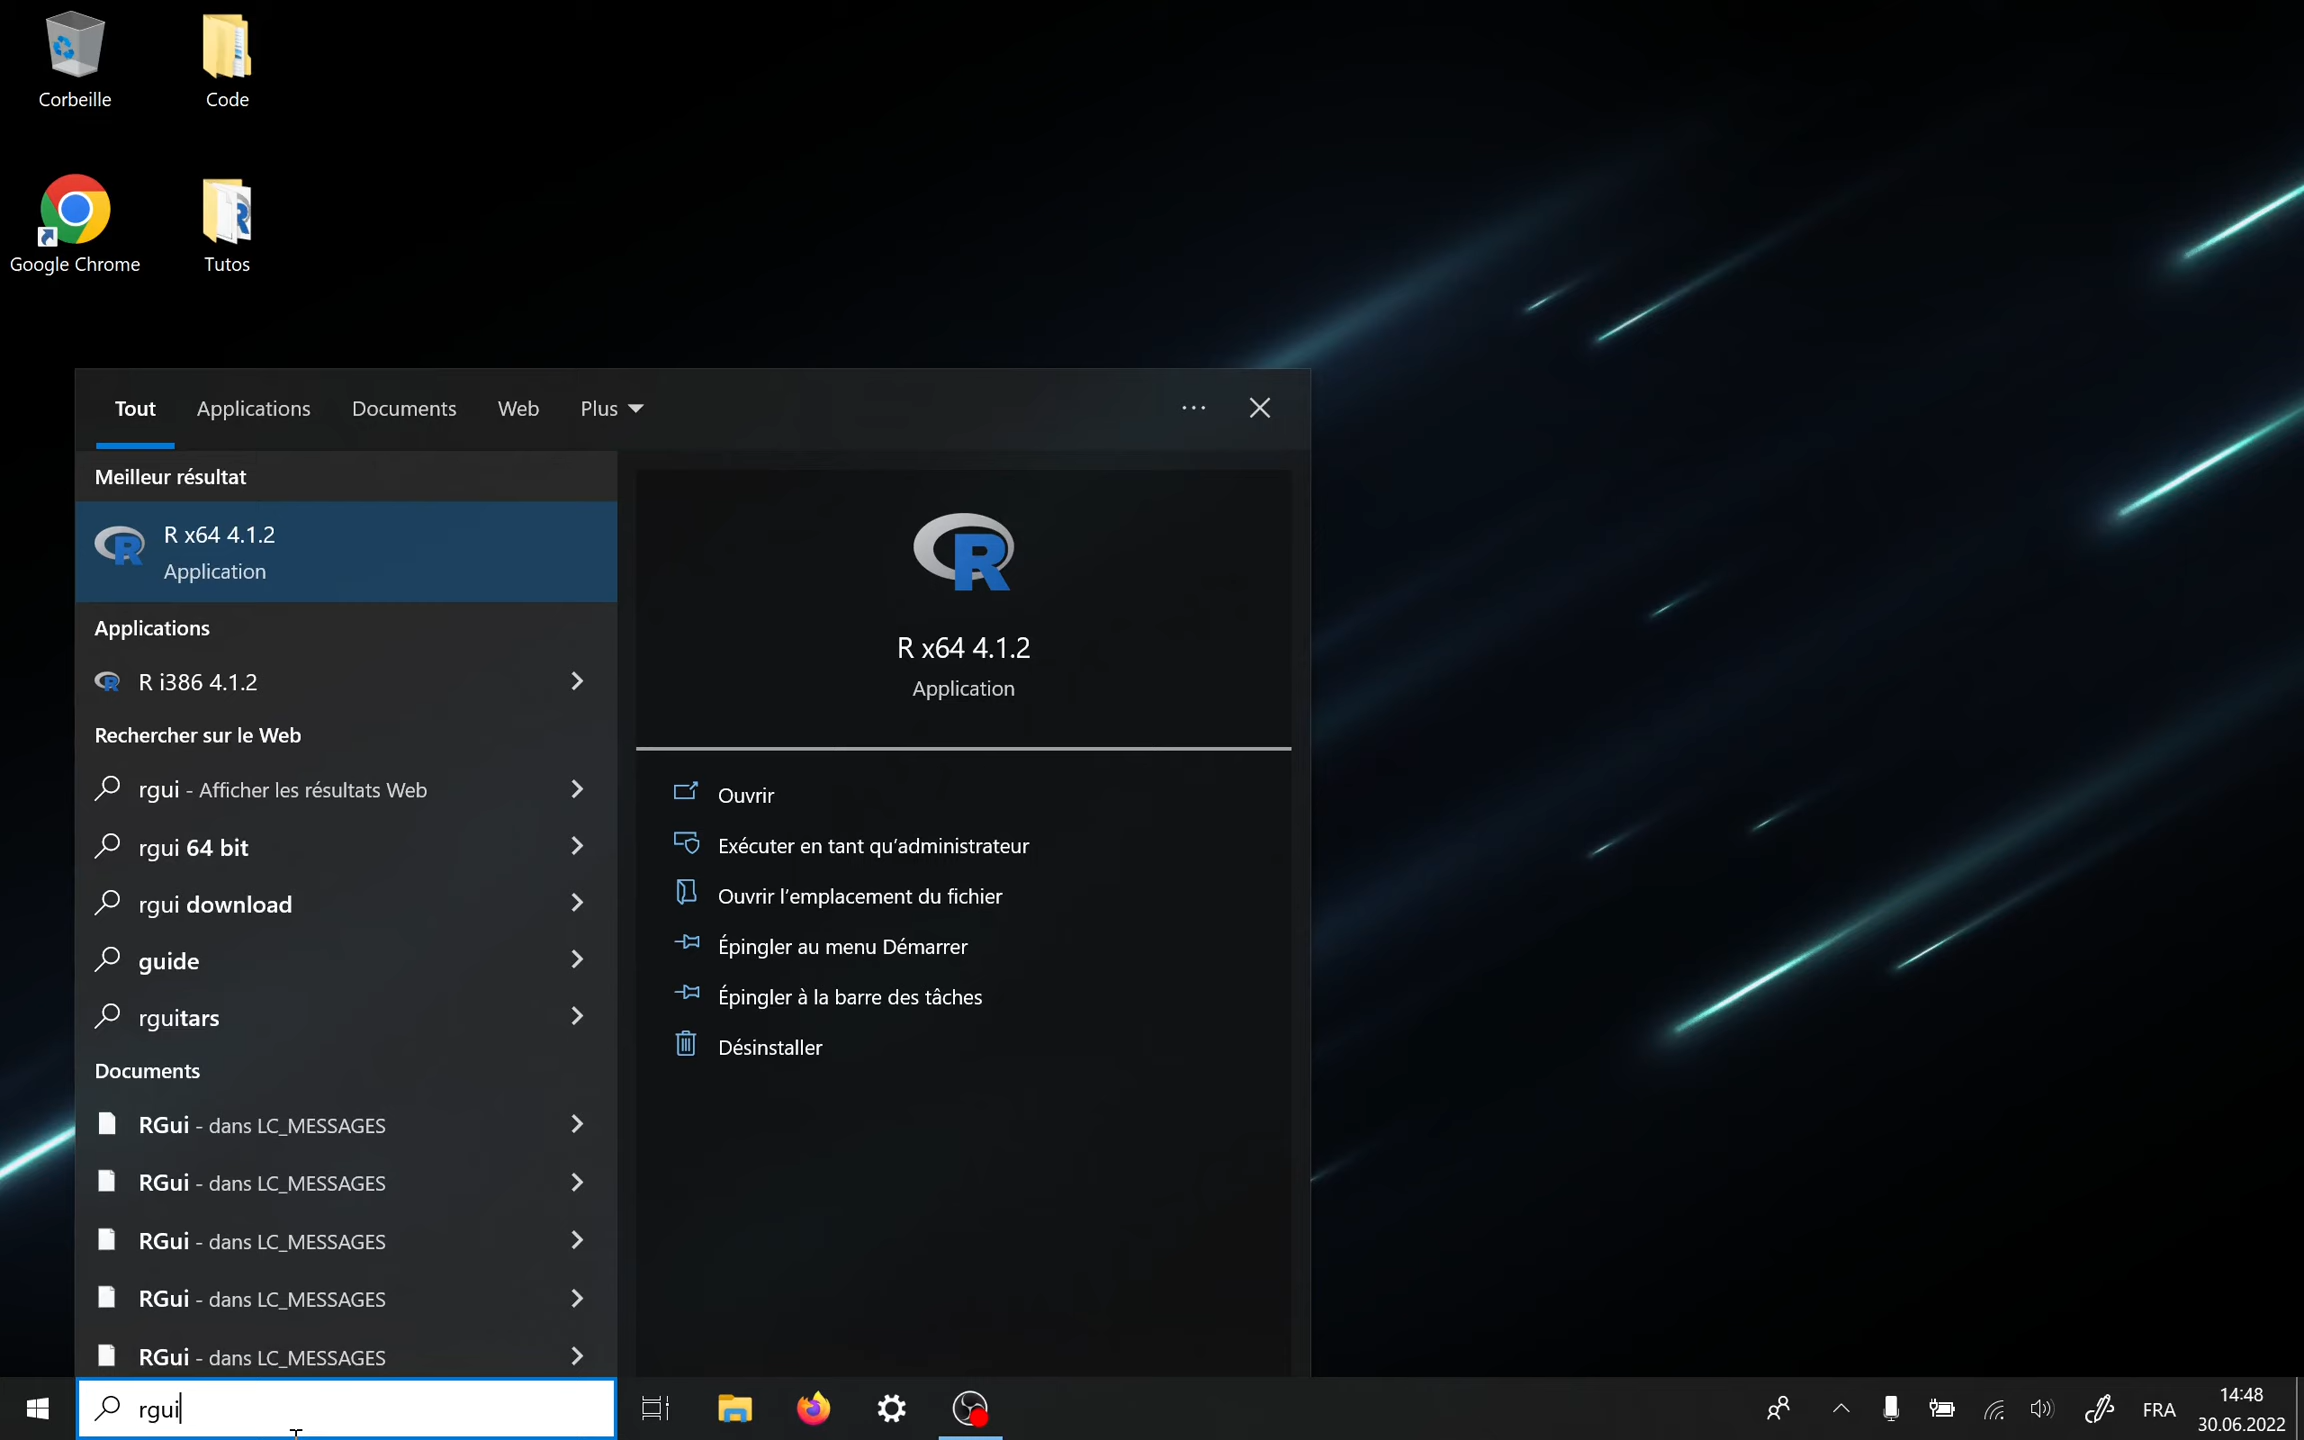 Corbeille
Code
Google Chrome
Tutos
Tout Applications Documents Web Plus
Meilleur résultat
R x64 4.1.2
Application
Applications
R i386 4.1.2
Rechercher sur le Web
rgui - Afficher les résultats Web
rgui 64 bit
rgui download
guide
rguitars
Documents
RGui - dans LC_MESSAGES
RGui - dans LC_MESSAGES
RGui - dans LC_MESSAGES
RGui - dans LC_MESSAGES
RGui - dans LC_MESSAGES
R x64 4.1.2
Application
Ouvrir
Exécuter en tant qu'administrateur
Ouvrir l'emplacement du fichier
Épingler au menu Démarrer
Épingler à la barre des tâches
Désinstaller
rgui
FRA
14:48
30.06.2022